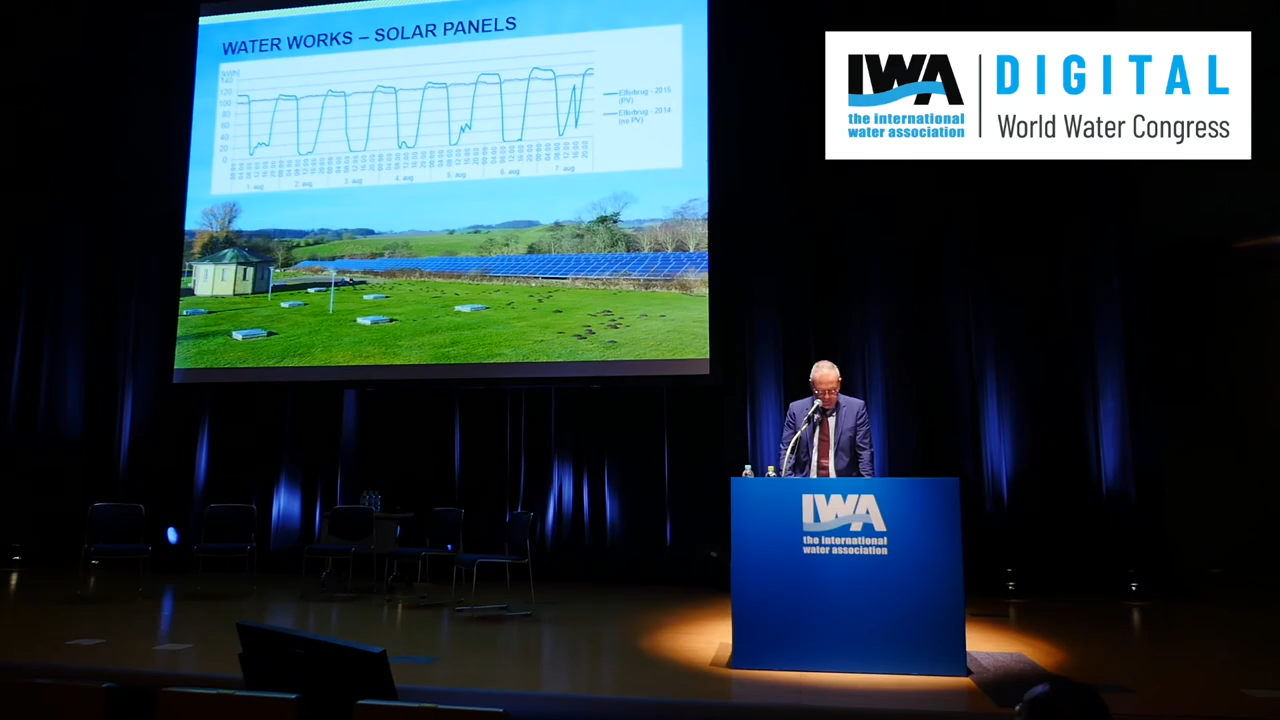 WATER WORKS – SOLAR PANELS
[kWh]
140
120
100
80
60
40
20
0
1. aug
2. aug
3. aug
4. aug
5. aug
6. aug
7. aug
Elforbrug - 2015
(PV)
Elforbrug - 2014
(no PV)
IWA
the international
water association
DIGITAL
World Water Congress
IWA
the international
water association